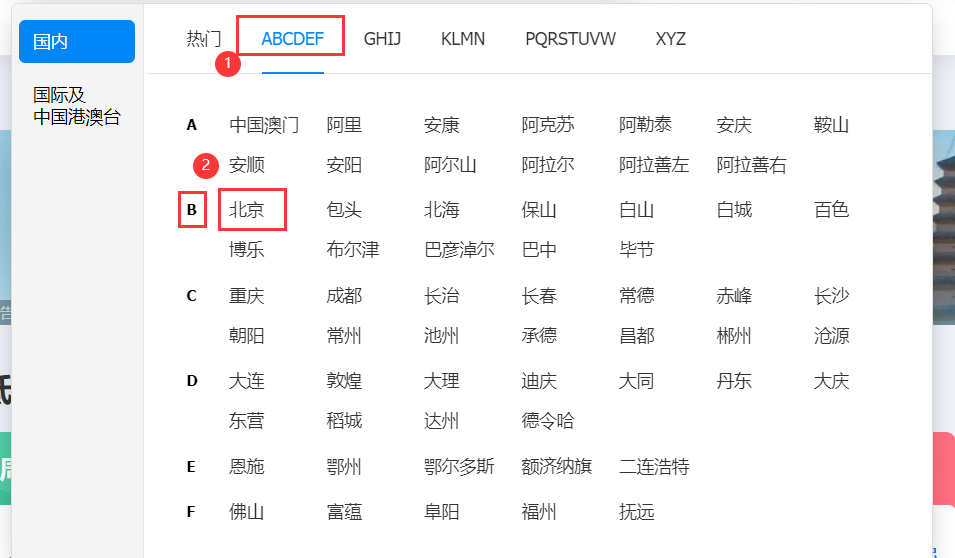 国内
国际及
中国港澳台
热门 ABCDEF GHIJ KLMN PQRSTUVW XYZ
1
A 中国澳门 阿里 安康 阿克苏 阿勒泰 安庆 鞍山
2 安顺 安阳 阿尔山 阿拉尔 阿拉善左 阿拉善右
B 北京 包头 北海 保山 白山 白城 百色
博乐 布尔津 巴彦淖尔 巴中 毕节
C 重庆 成都 长治 长春 常德 赤峰 长沙
告
朝阳 常州 池州 承德 昌都 郴州 沧源
D 大连 敦煌 大理 迪庆 大同 丹东 大庆
东营 稻城 达州 德令哈
E 恩施 鄂州 鄂尔多斯 额济纳旗 二连浩特
F 佛山 富蕴 阜阳 福州 抚远